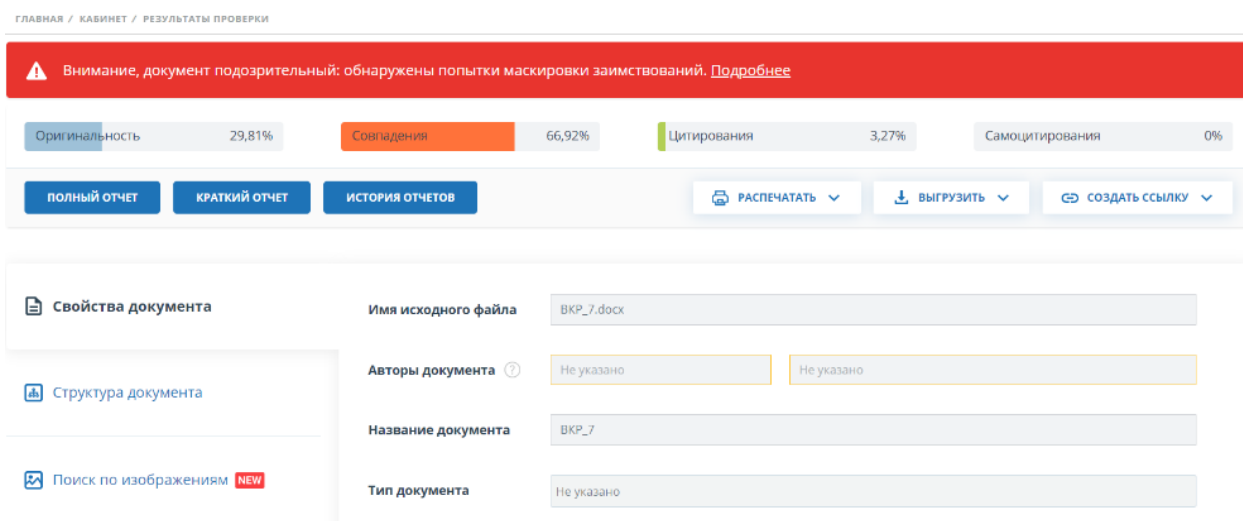 ГЛАВНАЯ / КАБИНЕТ / РЕЗУЛЬТАТЫ ПРОВЕРКИ
Внимание, документ подозрительный: обнаружены попытки маскировки заимствований. Подробнее
Оригинальность 29,81% Совпадения 66,92% Цитирования 3,27% Самоцитирования 0%
ПОЛНЫЙ ОТЧЕТ КРАТКИЙ ОТЧЕТ ИСТОРИЯ ОТЧЕТОВ РАСПЕЧАТАТЬ ВЫГРУЗИТЬ СОЗДАТЬ ССЫЛКУ
Свойства документа Имя исходного файла ВКР_7.docx
Авторы документа ? Не указано Не указано
Структура документа
Название документа ВКР_7
Поиск по изображениям NEW
Тип документа Не указано